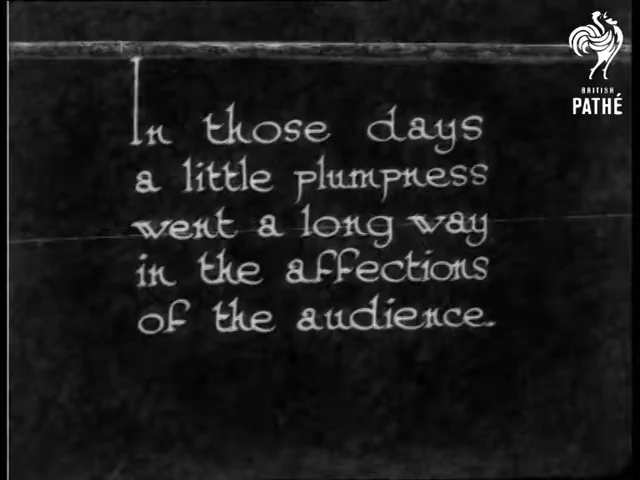 BRITISH
PATHÉ
In those days
a little plumpness
went a long way
in the affections
of the audience.